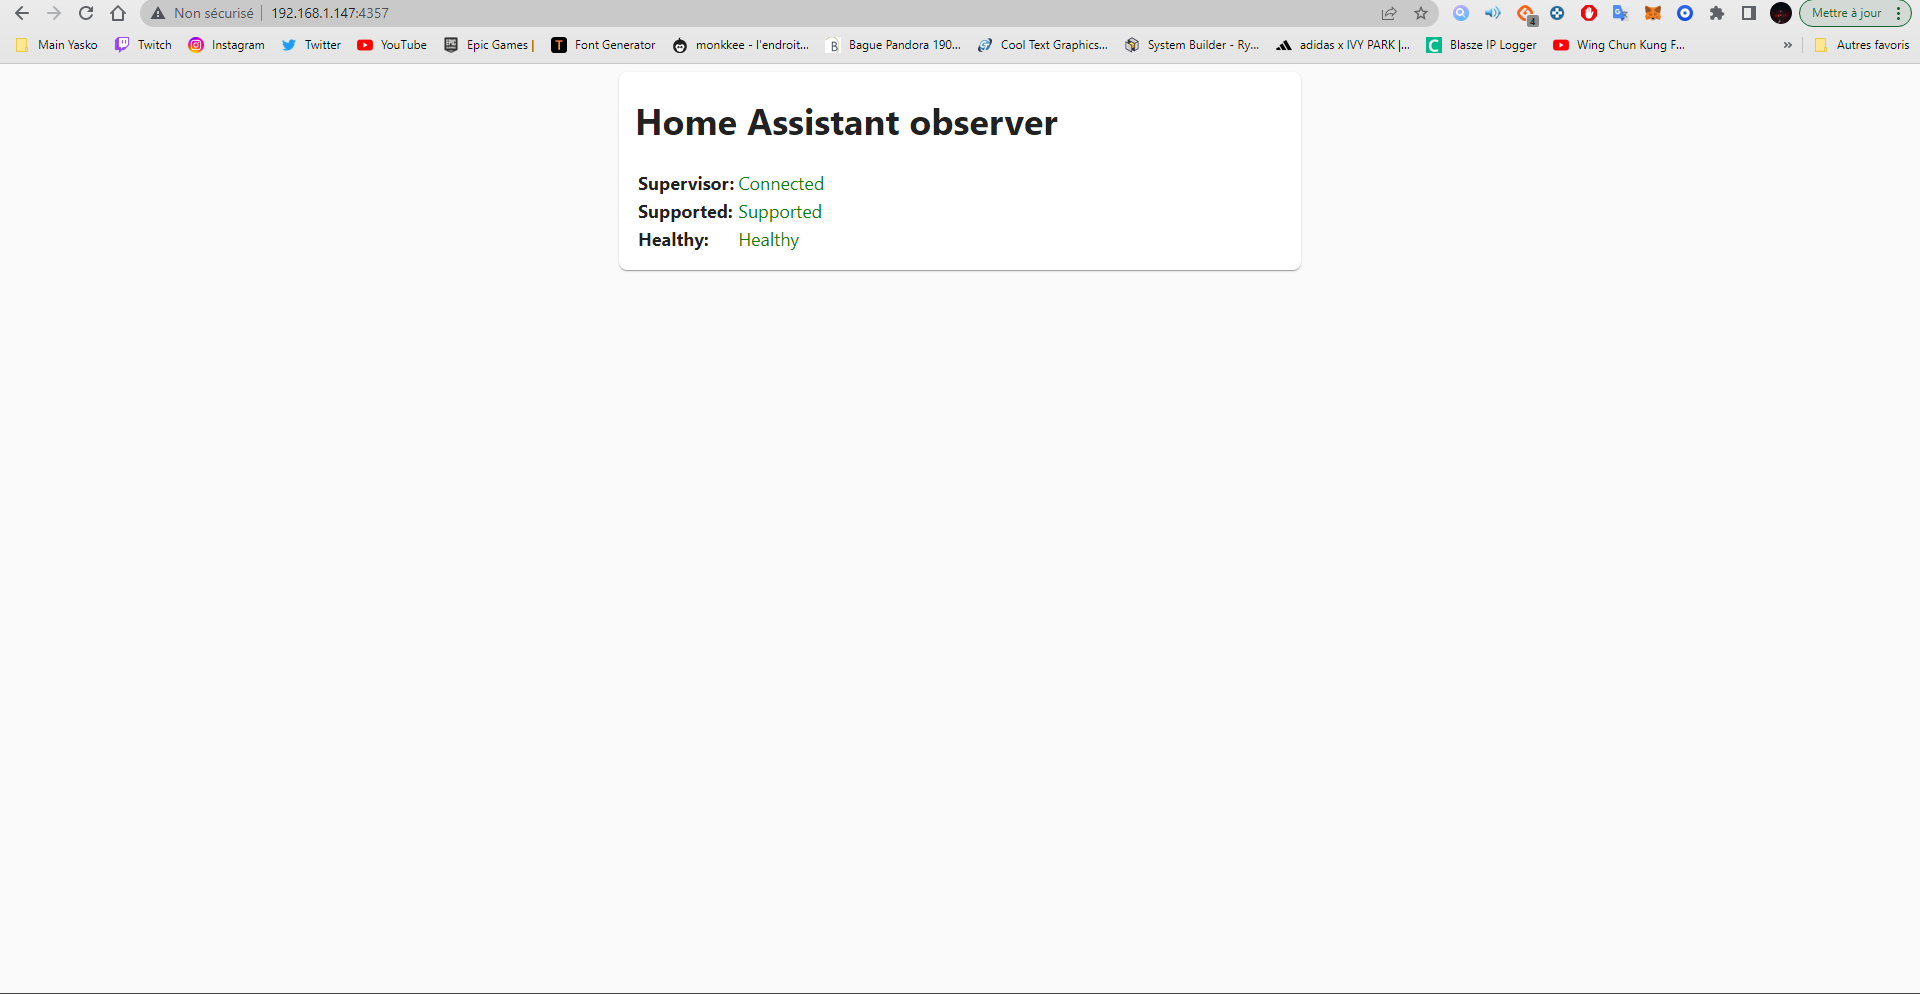 Non sécurisé 192.168.1.147:4357
4
Mettre à jour
Main Yasko Twitch Instagram Twitter YouTube EPIC Epic Games | T Font Generator monkkee - l'endroit... B Bague Pandora 190... Cool Text Graphics... System Builder - Ry... adidas x IVY PARK |... C Blasze IP Logger Wing Chun Kung F... » Autres favoris
Home Assistant observer
Supervisor: Connected
Supported: Supported
Healthy: Healthy